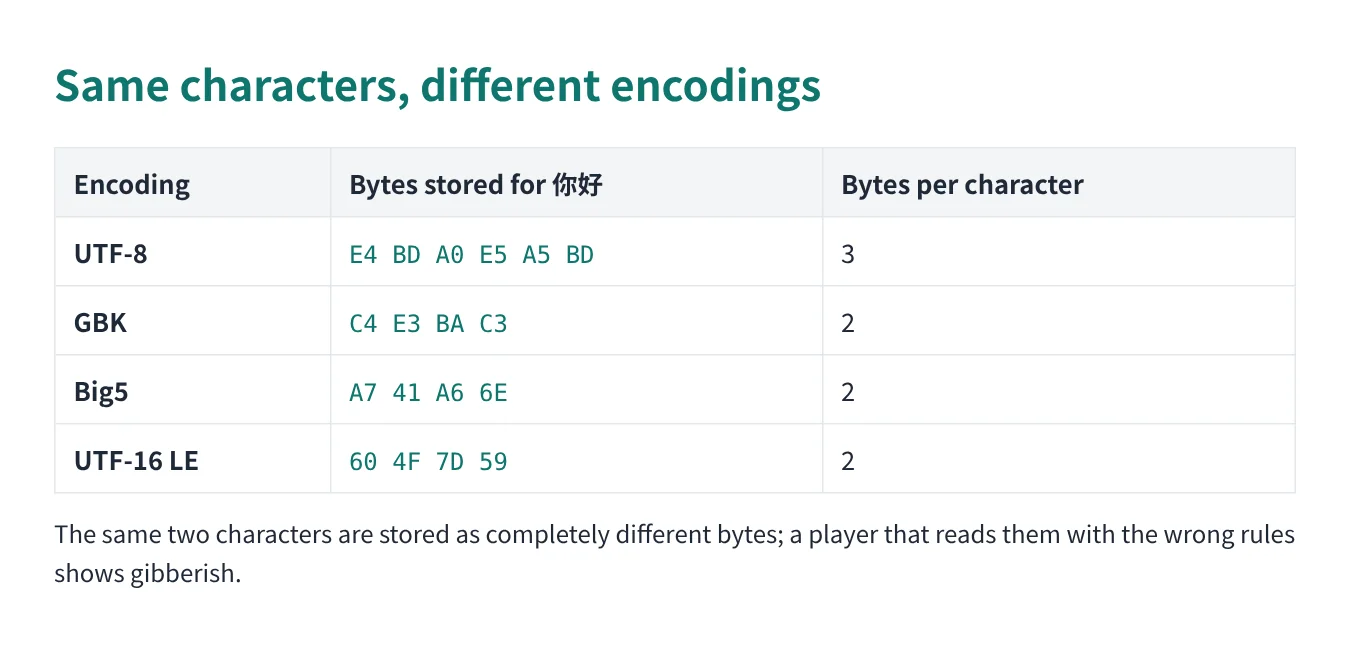 Same characters, different encodings
Encoding Bytes stored for 你好 Bytes per character
UTF-8 E4 BD A0 E5 A5 BD 3
GBK C4 E3 BA C3 2
Big5 A7 41 A6 6E 2
UTF-16 LE 60 4F 7D 59 2
The same two characters are stored as completely different bytes; a player that reads them with the wrong rules
shows gibberish.